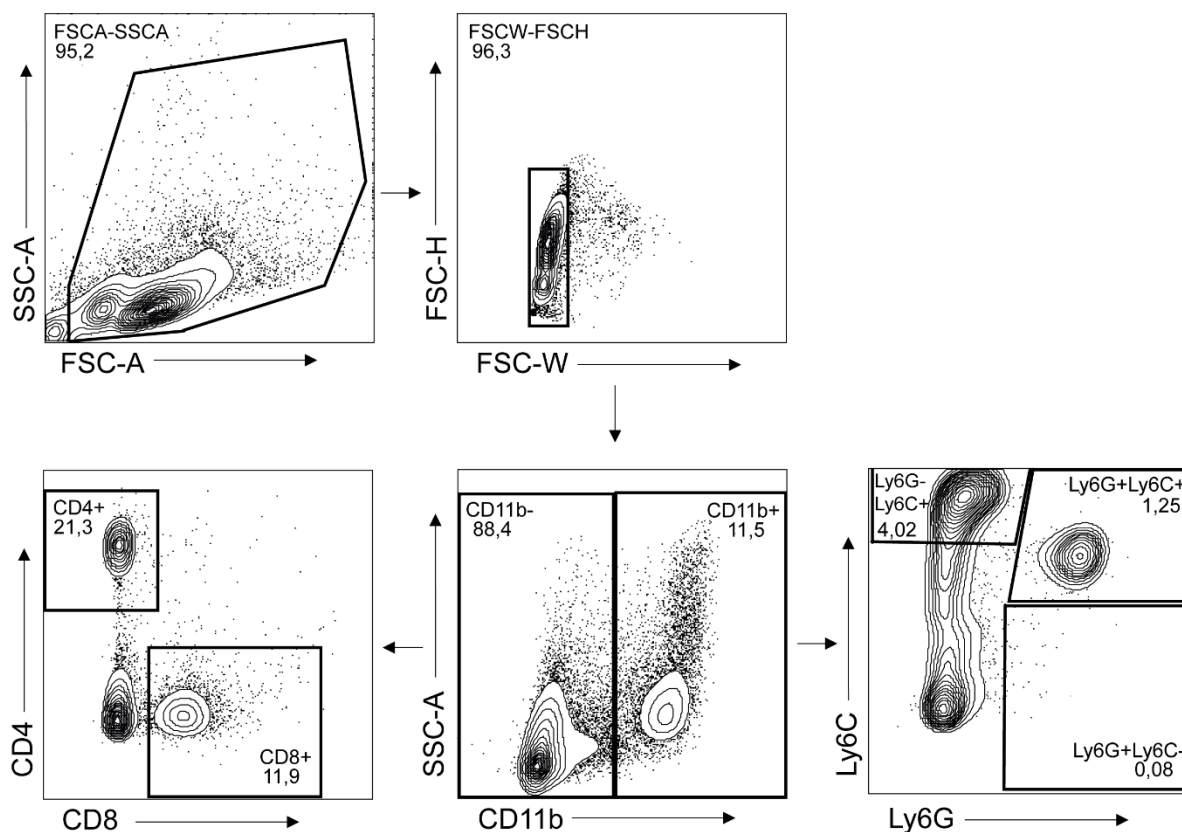 FSCA-SSCA
95,2
SSC-A
FSC-A
FSCW-FSCH
96,3
FSC-H
FSC-W
CD4+
21,3
CD8+
11,9
CD4
CD8
CD11b-
88,4
CD11b+
11,5
SSC-A
CD11b
Ly6G-
Ly6C+
4,02
Ly6G+Ly6C+
1,25
Ly6G+Ly6C-
0,08
Ly6C
Ly6G